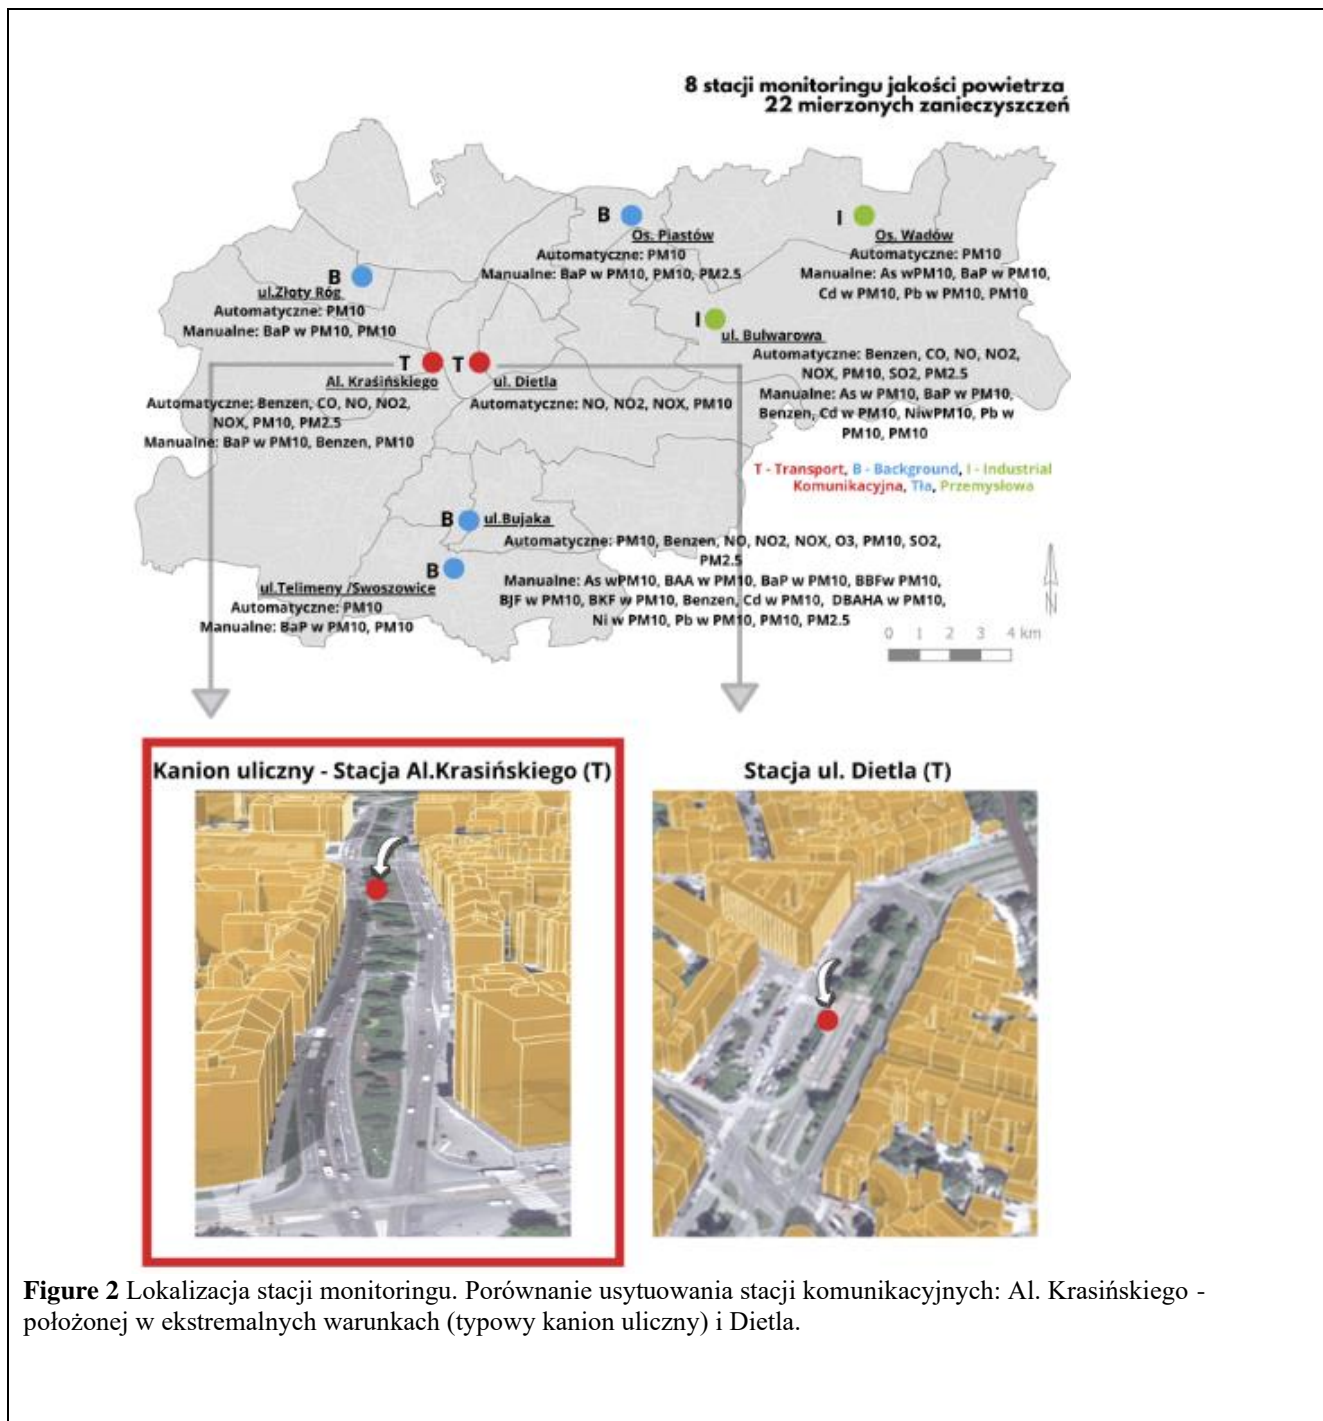 8 stacji monitoringu jakości powietrza
22 mierzonych zanieczyszczeń
B
Os. Piastów
Automatyczne: PM10
Manualne: BaP w PM10, PM10, PM2.5
I
Os. Wadów
Automatyczne: PM10
Manualne: As wPM10, BaP w PM10,
Cd w PM10, Pb w PM10, PM10
B
ul.Złoty Róg
Automatyczne: PM10
Manualne: BaP w PM10, PM10
I
ul. Bulwarowa
Automatyczne: Benzen, CO, NO, NO2,
NOX, PM10, SO2, PM2.5
Manualne: As w PM10, BaP w PM10,
Benzen, Cd w PM10, NiwPM10, Pb w
PM10, PM10
T
Al. Kraśińskiego
Automatyczne: Benzen, CO, NO, NO2,
NOX, PM10, PM2.5
Manualne: BaP w PM10, Benzen, PM10
T
ul. Dietla
Automatyczne: NO, NO2, NOX, PM10
T - Transport, B - Background, I - Industrial
Komunikacyjna, Tła, Przemysłowa
B
ul.Bujaka
Automatyczne: PM10, Benzen, NO, NO2, NOX, O3, PM10, SO2,
PM2.5
Manualne: As wPM10, BAA w PM10, BaP w PM10, BBFw PM10,
BJF w PM10, BKF w PM10, Benzen, Cd w PM10, DBAHA w PM10,
Ni w PM10, Pb w PM10, PM10, PM2.5
B
ul.Telimeny /Swoszowice
Automatyczne: PM10
Manualne: BaP w PM10, PM10
N
0 1 2 3 4 km
Kanion uliczny - Stacja Al.Krasińskiego (T)
Stacja ul. Dietla (T)
Figure 2 Lokalizacja stacji monitoringu. Porównanie usytuowania stacji komunikacyjnych: Al. Krasińskiego -
położonej w ekstremalnych warunkach (typowy kanion uliczny) i Dietla.